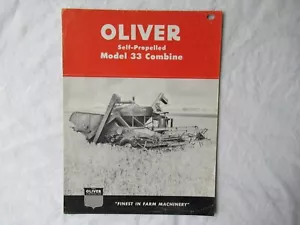 OLIVER
Self-Propelled
Model 33 Combine
OLIVER
"FINEST IN FARM MACHINERY"